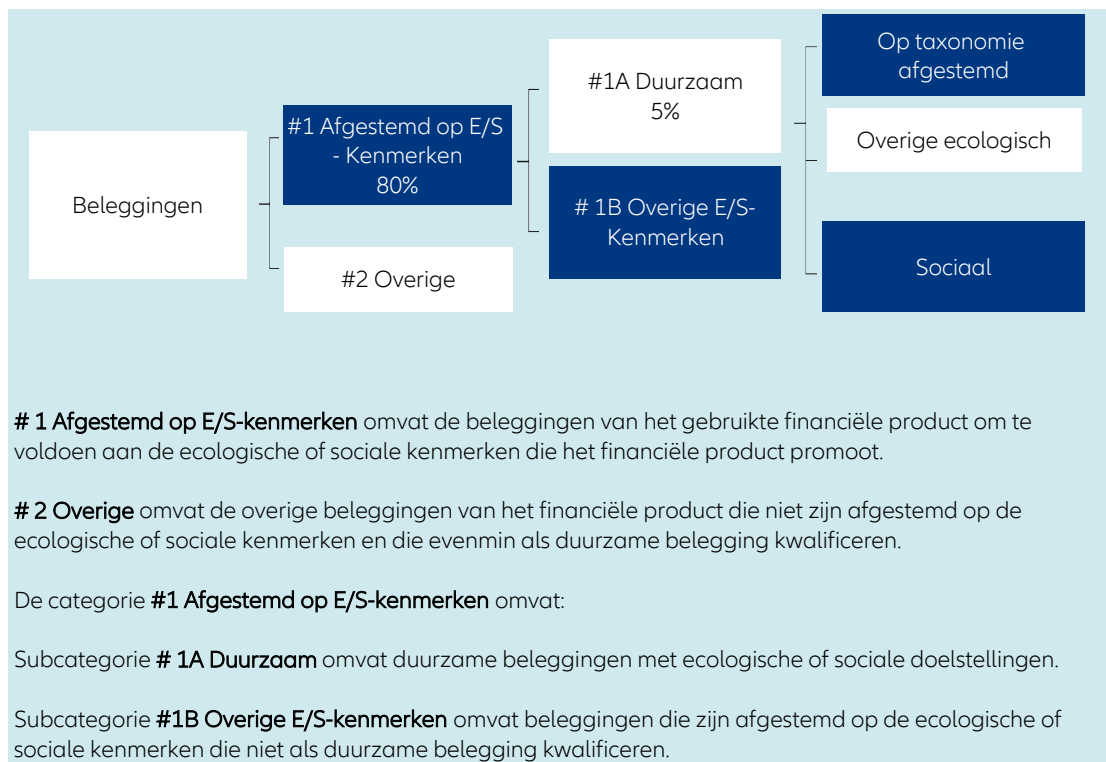 Beleggingen
#1 Afgestemd op E/S
- Kenmerken
80%
#2 Overige
#1A Duurzaam
5%
# 1B Overige E/S-
Kenmerken
Op taxonomie
afgestemd
Overige ecologisch
Sociaal
# 1 Afgestemd op E/S-kenmerken omvat de beleggingen van het gebruikte financiële product om te
voldoen aan de ecologische of sociale kenmerken die het financiële product promoot.
# 2 Overige omvat de overige beleggingen van het financiële product die niet zijn afgestemd op de
ecologische of sociale kenmerken en die evenmin als duurzame belegging kwalificeren.
De categorie #1 Afgestemd op E/S-kenmerken omvat:
Subcategorie # 1A Duurzaam omvat duurzame beleggingen met ecologische of sociale doelstellingen.
Subcategorie #1B Overige E/S-kenmerken omvat beleggingen die zijn afgestemd op de ecologische of
sociale kenmerken die niet als duurzame belegging kwalificeren.